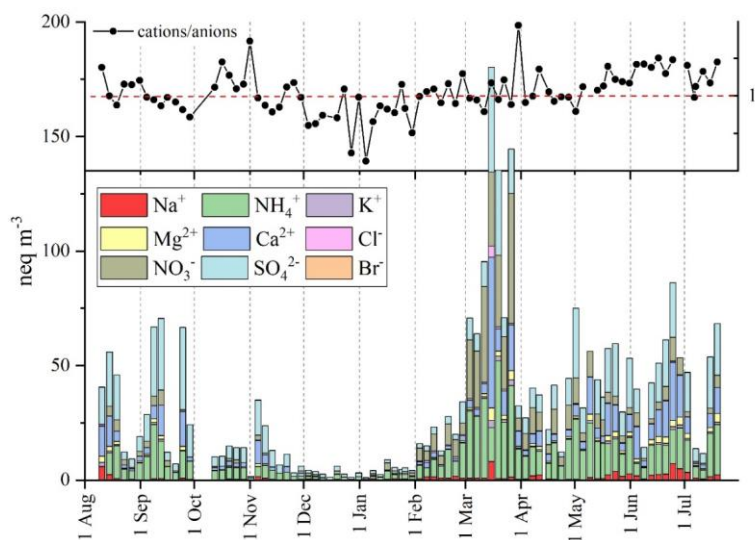 200
cations/anions
150
1
Na⁺ NH₄⁺ K⁺
Mg²⁺ Ca²⁺ Cl⁻
NO₃⁻ SO₄²⁻ Br⁻
100
neq m⁻³
50
0
1 Aug 1 Sep 1 Oct 1 Nov 1 Dec 1 Jan 1 Feb 1 Mar 1 Apr 1 May 1 Jun 1 Jul